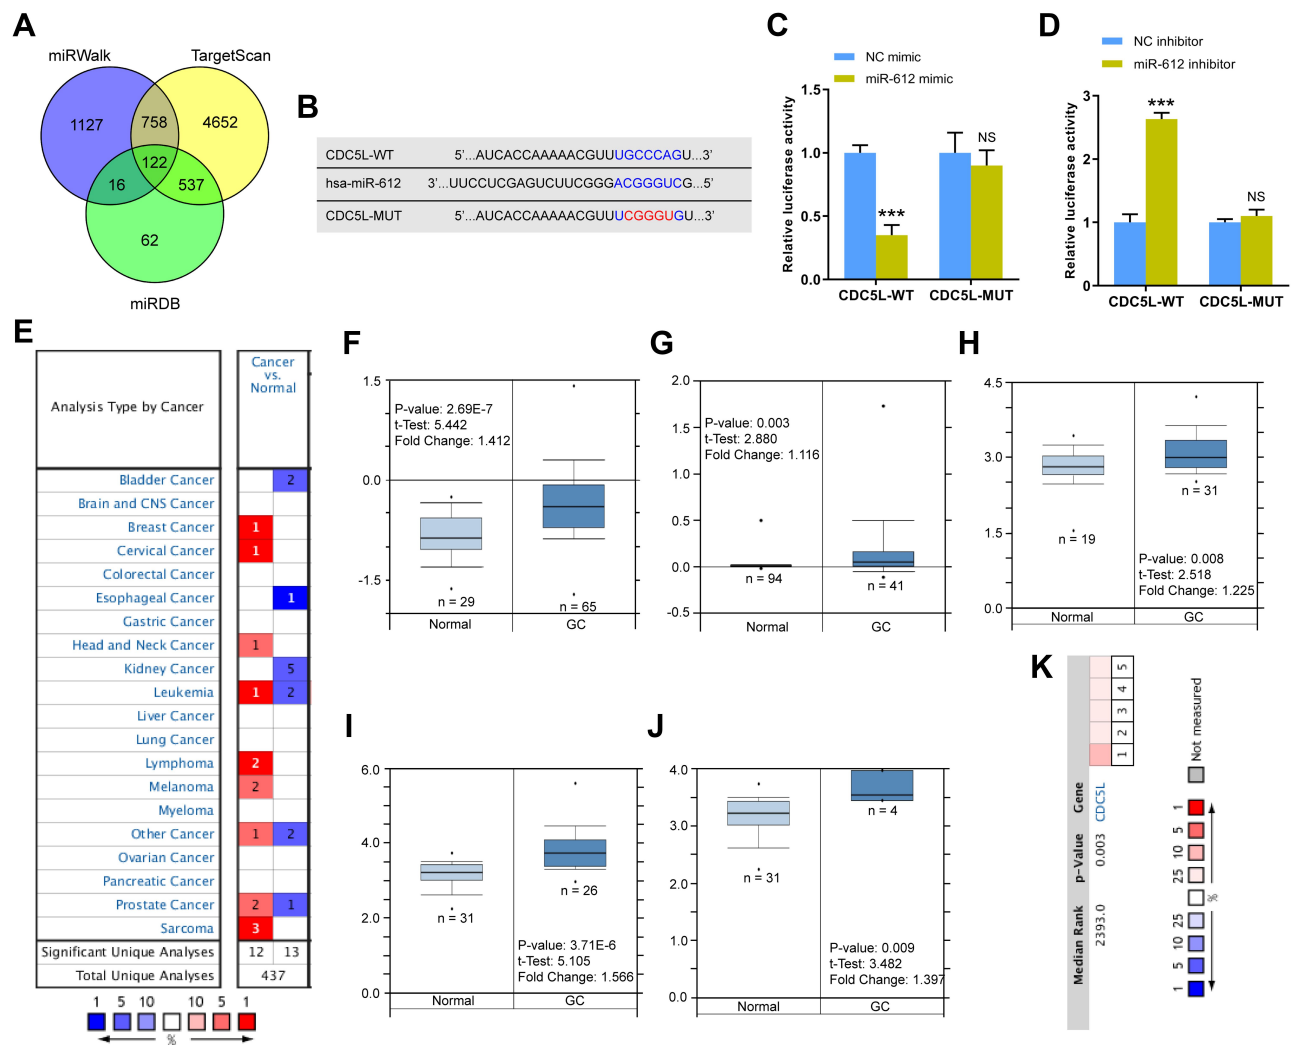 A
miRWalk
TargetScan
1127
758
4652
122
16
537
62
miRDB
B
CDC5L-WT 5’...AUCACCAAAAACGUUUGCCCAGU...3’
hsa-miR-612 3’...UUCCUCGAGUCUUCGGGACGGGUCG...5’
CDC5L-MUT 5’...AUCACCAAAAACGUUUCGGGUGU...3’
C
NC mimic
miR-612 mimic
Relative luciferase activity
1.5
1.0
0.5
0.0
***
NS
CDC5L-WT CDC5L-MUT
D
NC inhibitor
miR-612 inhibitor
Relative luciferase activity
3
2
1
0
***
NS
CDC5L-WT CDC5L-MUT
E
Analysis Type by Cancer
Cancer
vs.
Normal
Bladder Cancer 2
Brain and CNS Cancer
Breast Cancer 1
Cervical Cancer 1
Colorectal Cancer
Esophageal Cancer 1
Gastric Cancer
Head and Neck Cancer 1
Kidney Cancer 5
Leukemia 1 2
Liver Cancer
Lung Cancer
Lymphoma 2
Melanoma 2
Myeloma
Other Cancer 1 2
Ovarian Cancer
Pancreatic Cancer
Prostate Cancer 2 1
Sarcoma 3
Significant Unique Analyses 12 13
Total Unique Analyses 437
1 5 10 10 5 1
%
F
1.5
0.0
-1.5
P-value: 2.69E-7
t-Test: 5.442
Fold Change: 1.412
n = 29
n = 65
Normal GC
G
2.0
1.5
1.0
0.5
0.0
-0.5
P-value: 0.003
t-Test: 2.880
Fold Change: 1.116
n = 94
n = 41
Normal GC
H
4.5
3.0
1.5
0.0
n = 31
n = 19
P-value: 0.008
t-Test: 2.518
Fold Change: 1.225
Normal GC
I
6.0
4.0
2.0
0.0
n = 26
n = 31
P-value: 3.71E-6
t-Test: 5.105
Fold Change: 1.566
Normal GC
J
4.0
3.0
2.0
1.0
0.0
n = 4
n = 31
P-value: 0.009
t-Test: 3.482
Fold Change: 1.397
Normal GC
K
Median Rank p-Value Gene
2393.0 0.003 CDC5L
1 2 3 4 5
1 5 10 25 25 10 5 1 Not measured
%